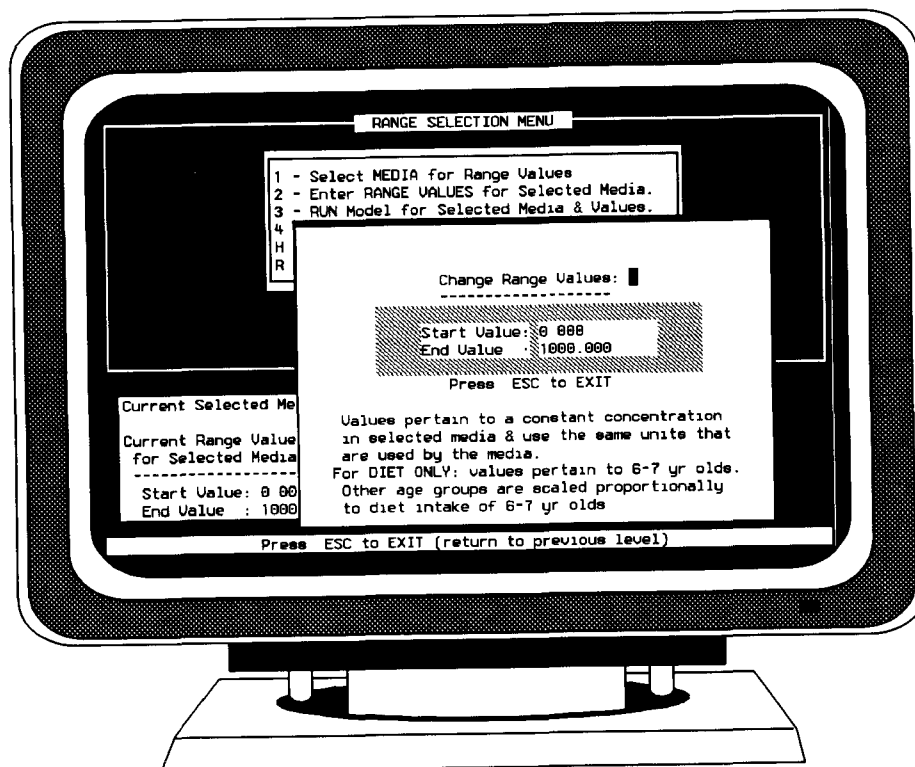 RANGE SELECTION MENU
1 - Select MEDIA for Range Values
2 - Enter RANGE VALUES for Selected Media.
3 - RUN Model for Selected Media & Values.
4
H
R
Change Range Values:
--------------------
Start Value: 0 000
End Value : 1000.000
Press ESC to EXIT
Values pertain to a constant concentration
in selected media & use the same units that
are used by the media.
For DIET ONLY: values pertain to 6-7 yr olds.
Other age groups are scaled proportionally
to diet intake of 6-7 yr olds
Current Selected Me
Current Range Value
for Selected Media
-------------------
Start Value: 0 00
End Value : 1000
Press ESC to EXIT (return to previous level)